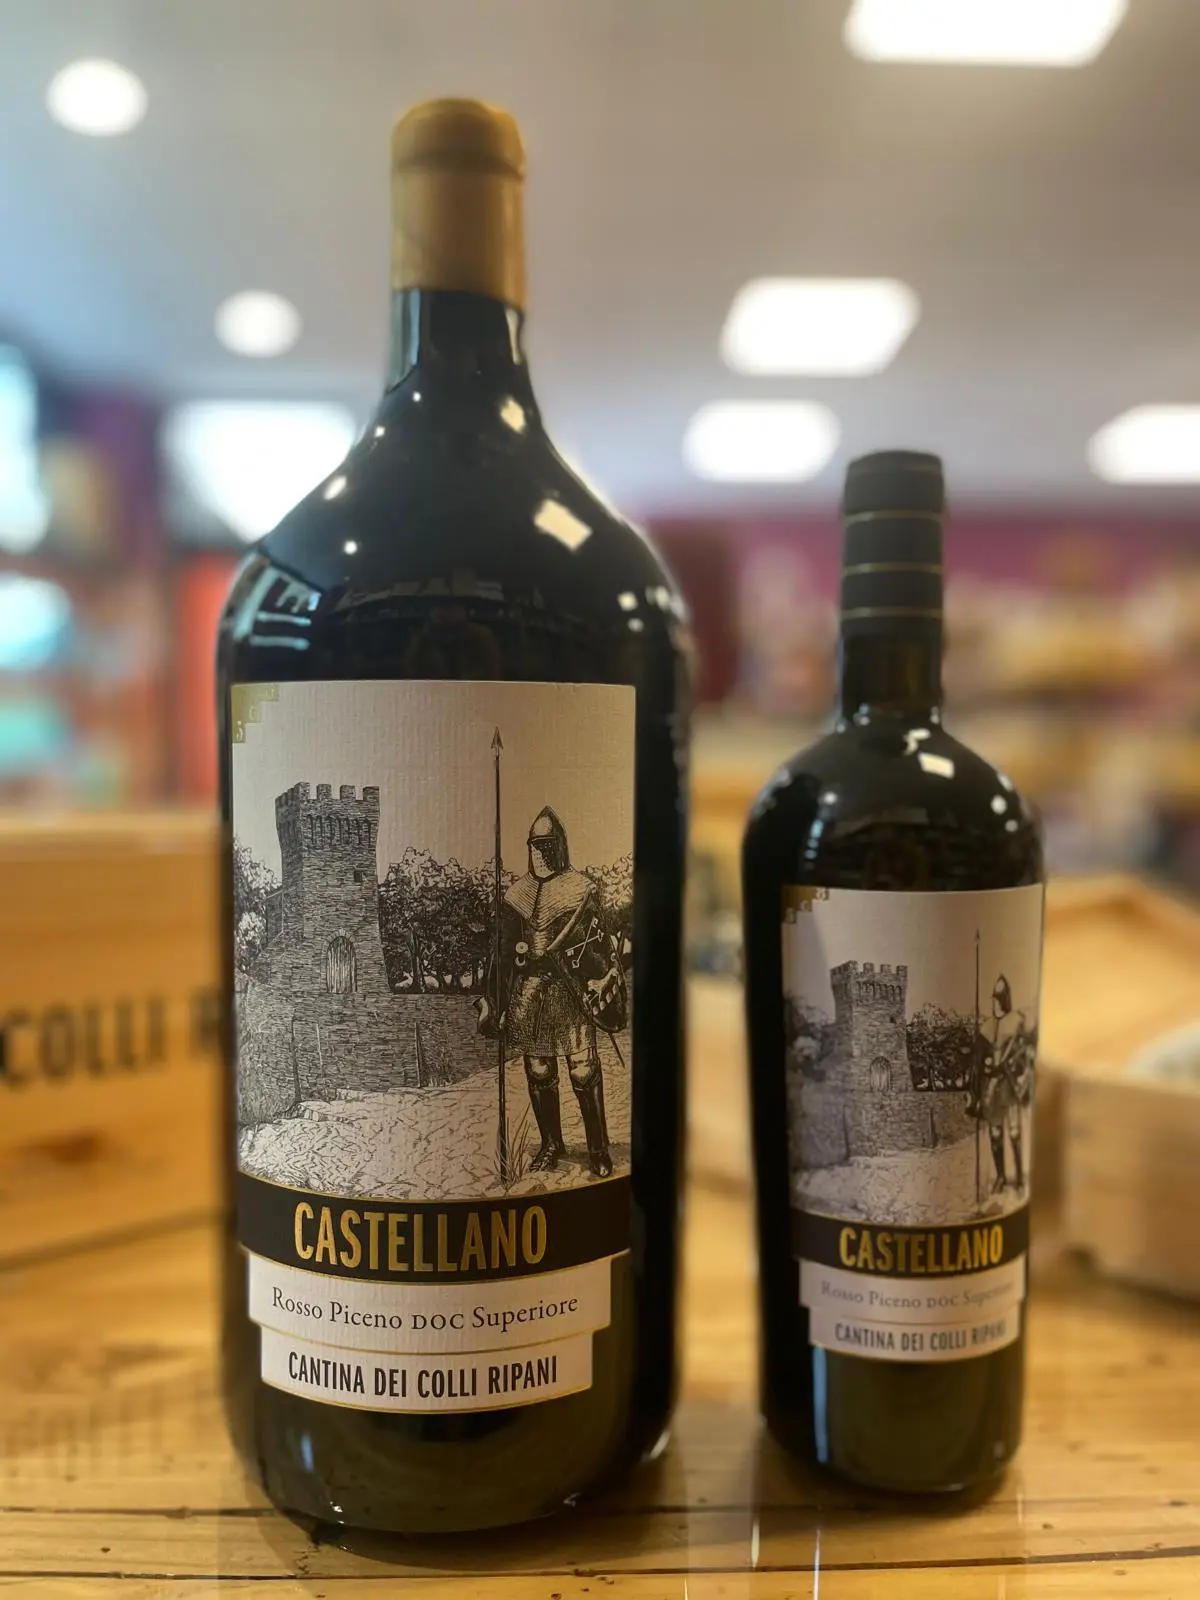 CASTELLANO
Rosso Piceno DOC Superiore
CANTINA DEI COLLI RIPANI
CASTELLANO
Rosso Piceno DOC Superiore
CANTINA DEI COLLI RIPANI
COLLI